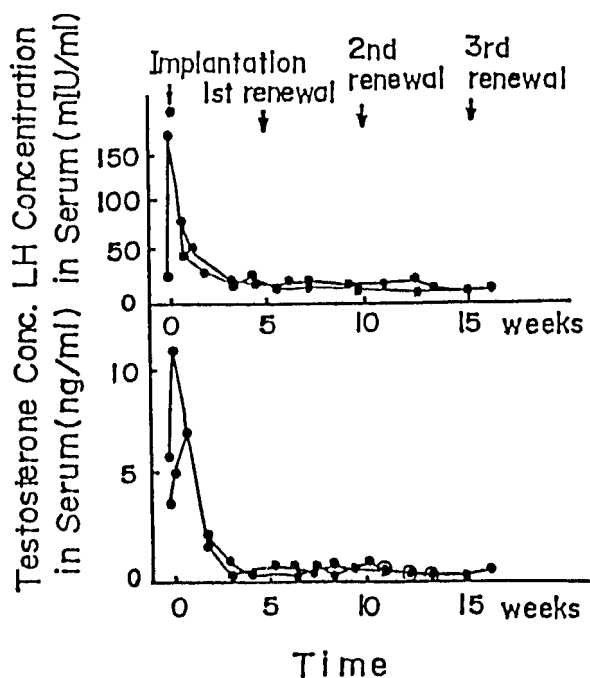 Implantation
1st renewal
2nd renewal
3rd renewal
LH Concentration
in Serum(mIU/ml)
150
100
50
0
0 5 10 15 weeks
Testosterone Conc.
in Serum(ng/ml)
10
5
0
0 5 10 15 weeks
Time